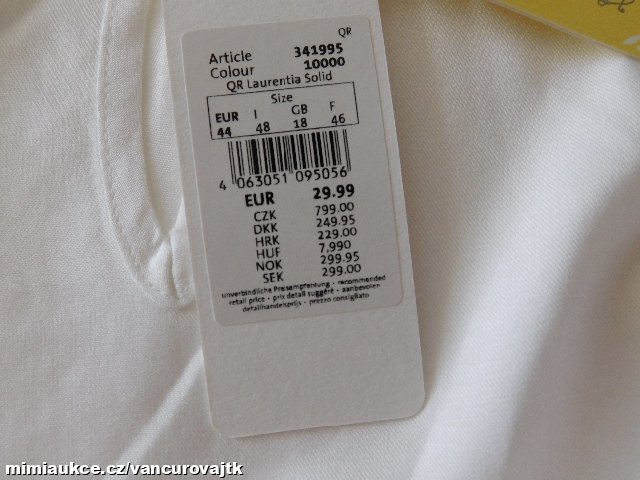 QR
Article 341995
Colour 10000
QR Laurentia Solid
Size
EUR I GB F
44 48 18 46
4 063051 095056
EUR 29.99
CZK 799.00
DKK 249.95
HRK 229.00
HUF 7,990
NOK 299.95
SEK 299.00
unverbindliche Preisempfehlung · recommended
retail price · prix detail suggéré · aanbevolen
detailhandelsprijs · prezzo consigliato
mimiaukce.cz/vancurovajtk